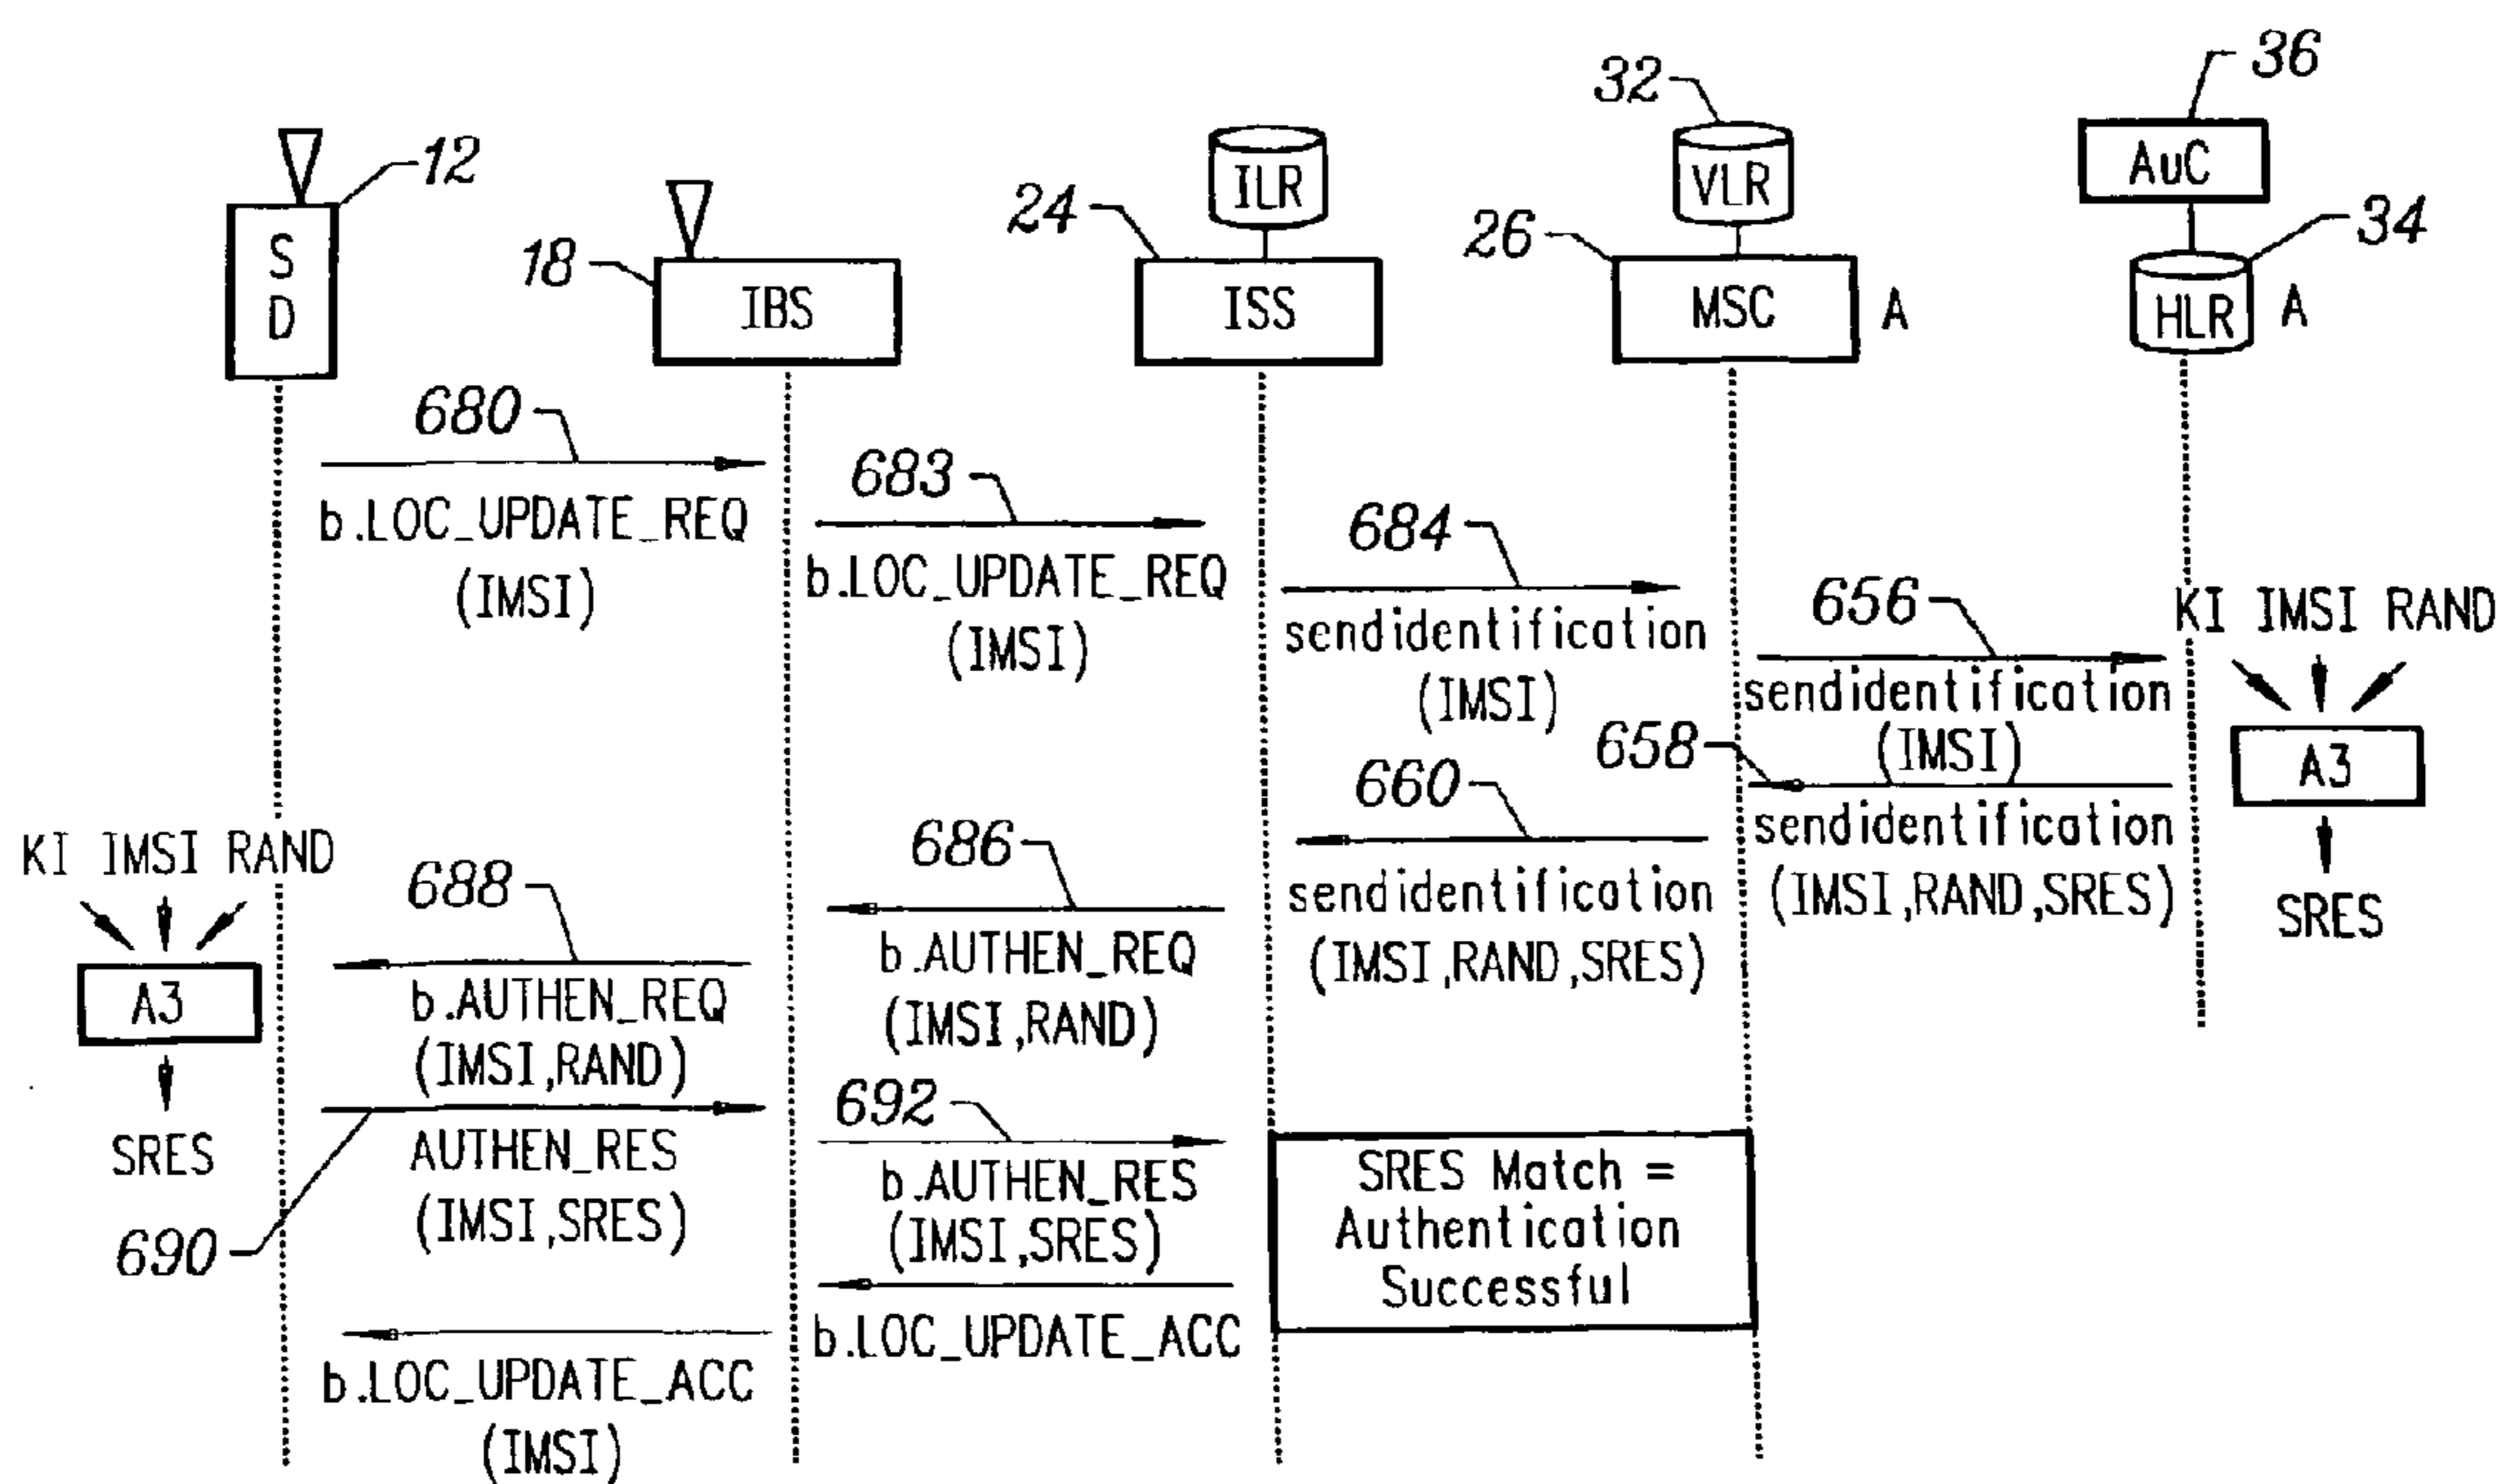 36
32
12
AuC
ILR
VLR
24
34
S
D
18
26
IBS
ISS
MSC
A
HLR
A
680
b.LOC_UPDATE_REQ
(IMSI)
683
b.LOC_UPDATE_REQ
(IMSI)
684
sendidentification
(IMSI)
656
sendidentification
(IMSI)
KI IMSI RAND
A3
SRES
658
sendidentification
(IMSI,RAND,SRES)
660
sendidentification
(IMSI,RAND,SRES)
686
b.AUTHEN_REQ
(IMSI,RAND)
KI IMSI RAND
A3
SRES
688
b.AUTHEN_REQ
(IMSI,RAND)
690
AUTHEN_RES
(IMSI,SRES)
692
b.AUTHEN_RES
(IMSI,SRES)
SRES Match =
Authentication
Successful
b.LOC_UPDATE_ACC
b.LOC_UPDATE_ACC
(IMSI)